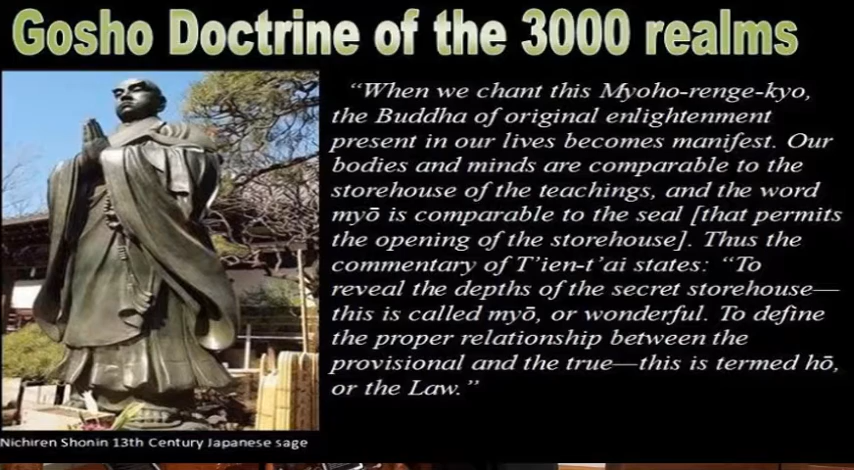 Gosho Doctrine of the 3000 realms
“When we chant this Myoho-renge-kyo,
the Buddha of original enlightenment
present in our lives becomes manifest. Our
bodies and minds are comparable to the
storehouse of the teachings, and the word
myō is comparable to the seal [that permits
the opening of the storehouse]. Thus the
commentary of T’ien-t’ai states: “To
reveal the depths of the secret storehouse—
this is called myō, or wonderful. To define
the proper relationship between the
provisional and the true—this is termed hō,
or the Law.”
Nichiren Shonin 13th Century Japanese sage